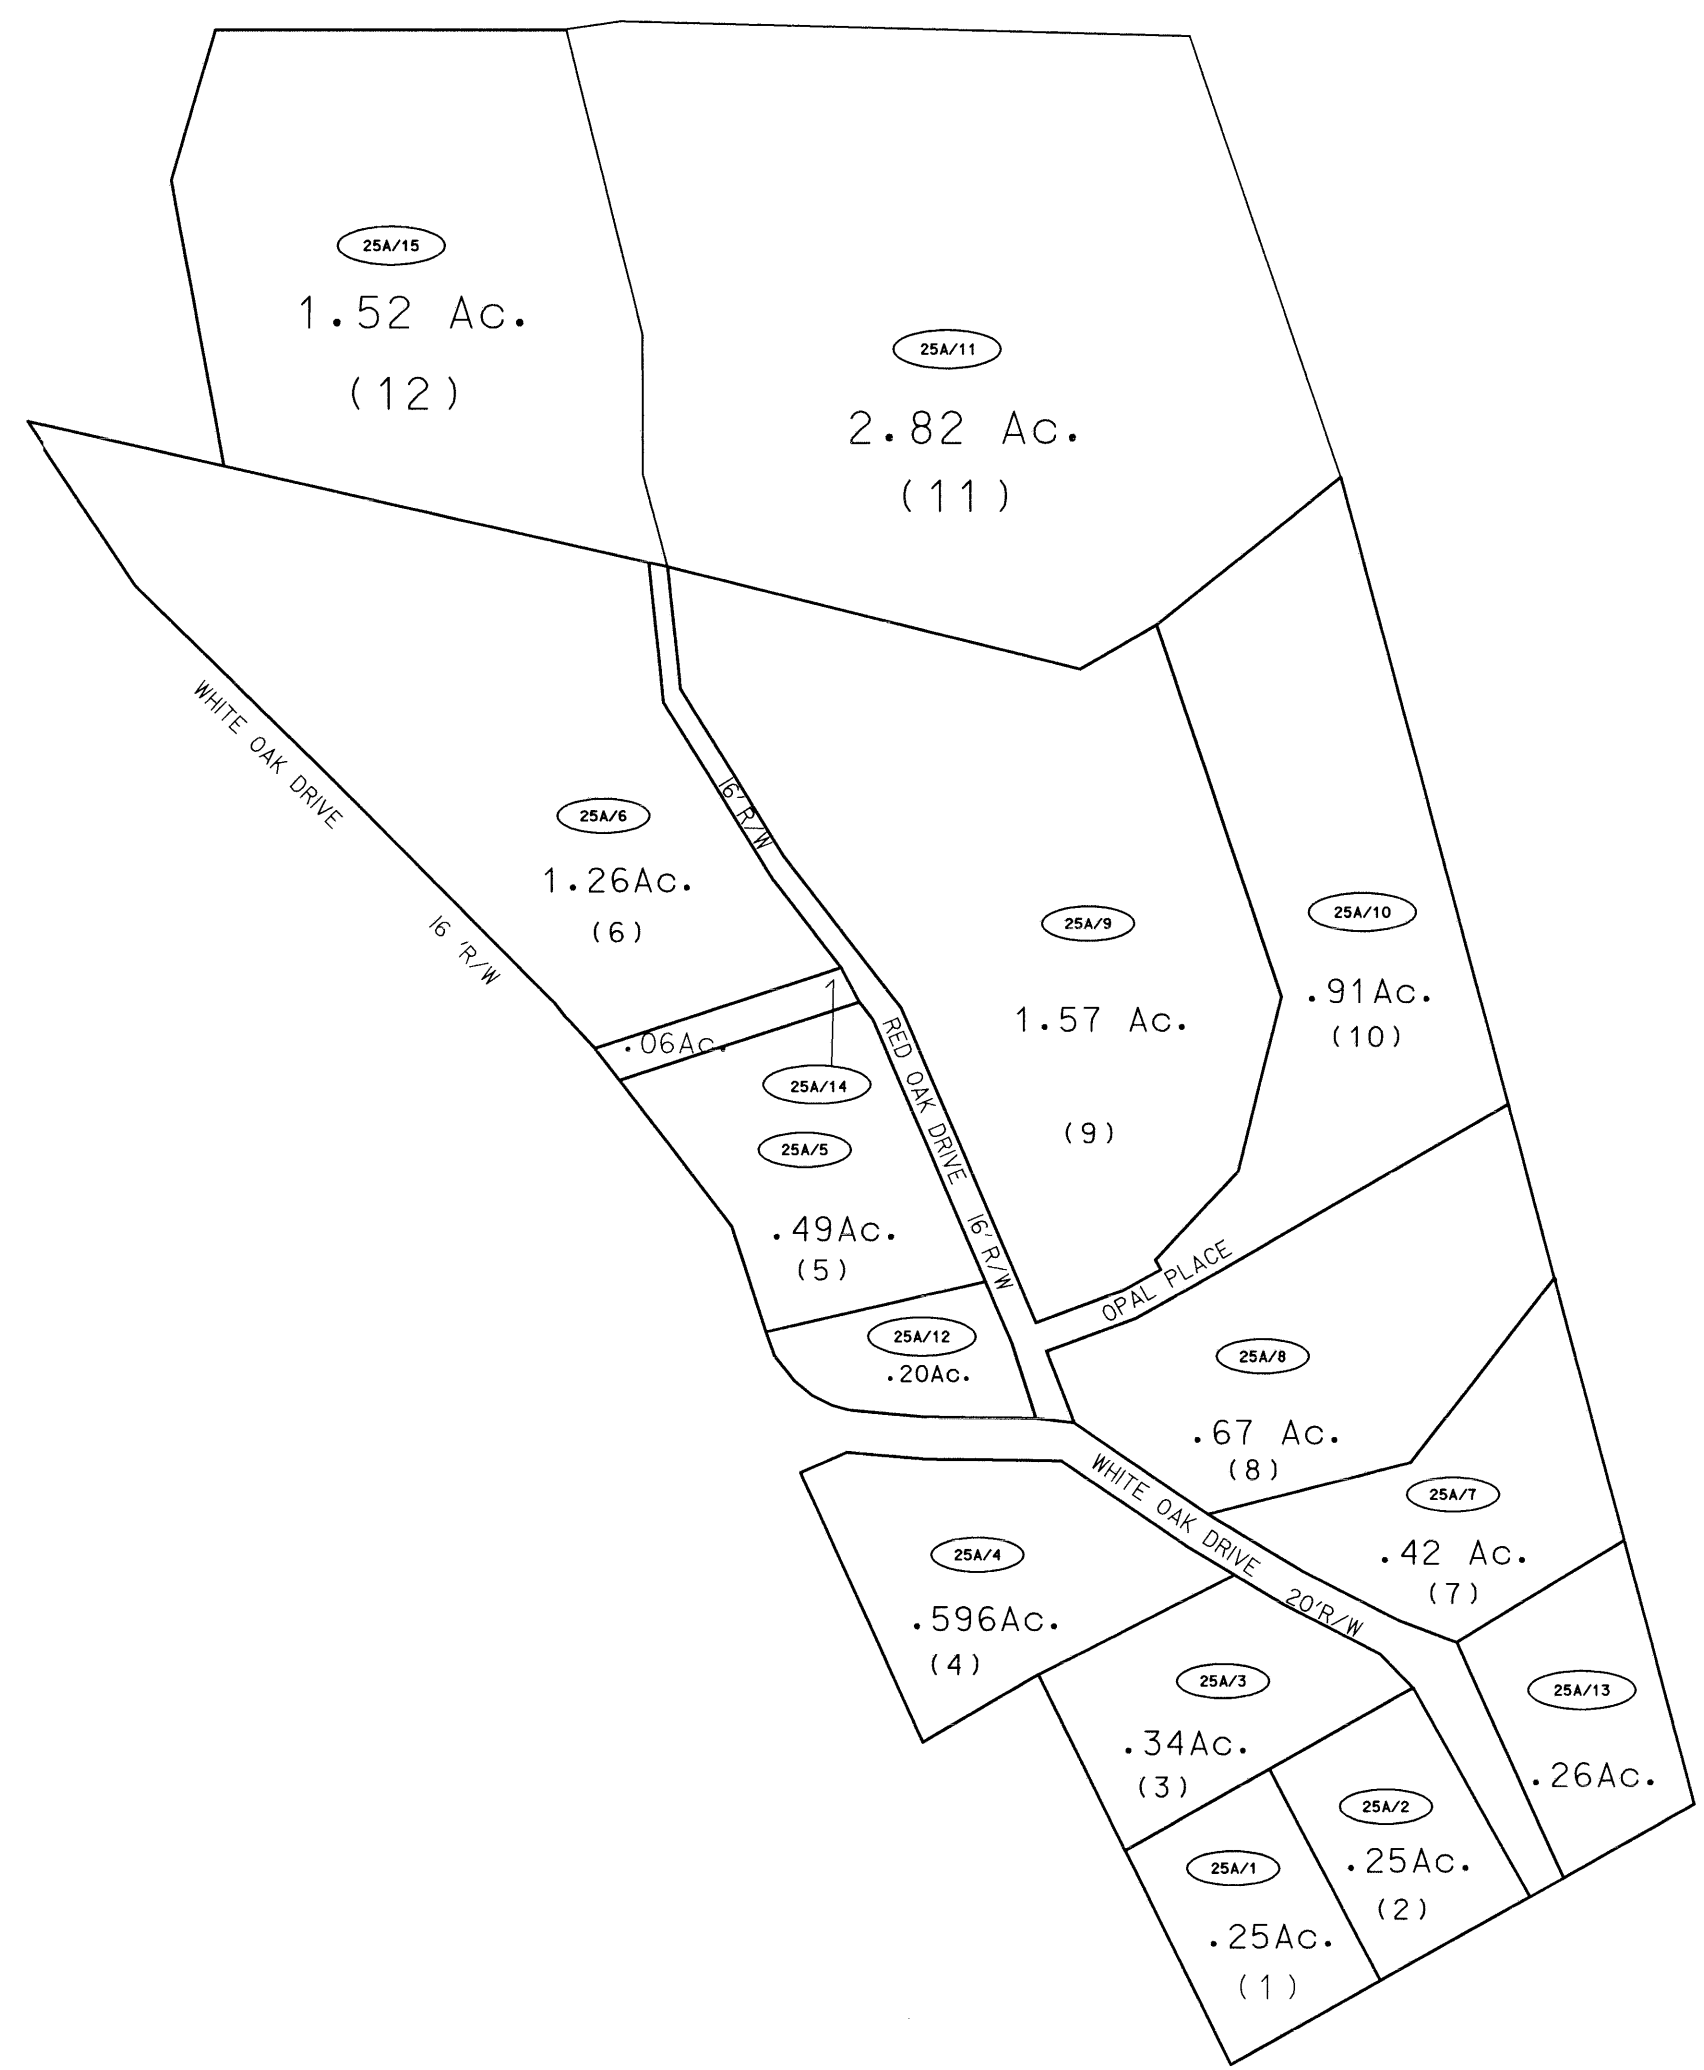 25A/15
1.52 Ac.
(12)
25A/11
2.82 Ac.
(11)
WHITE OAK DRIVE
16 'R/W
25A/6
1.26Ac.
(6)
16' R/W
25A/9
1.57 Ac.
(9)
25A/10
.91Ac.
(10)
.06Ac.
25A/14
RED OAK DRIVE 16' R/W
25A/5
.49Ac.
(5)
OPAL PLACE
25A/12
.20Ac.
25A/8
.67 Ac.
(8)
WHITE OAK DRIVE 20'R/W
25A/7
.42 Ac.
(7)
25A/4
.596Ac.
(4)
25A/3
.34Ac.
(3)
25A/13
.26Ac.
25A/2
.25Ac.
(2)
25A/1
.25Ac.
(1)